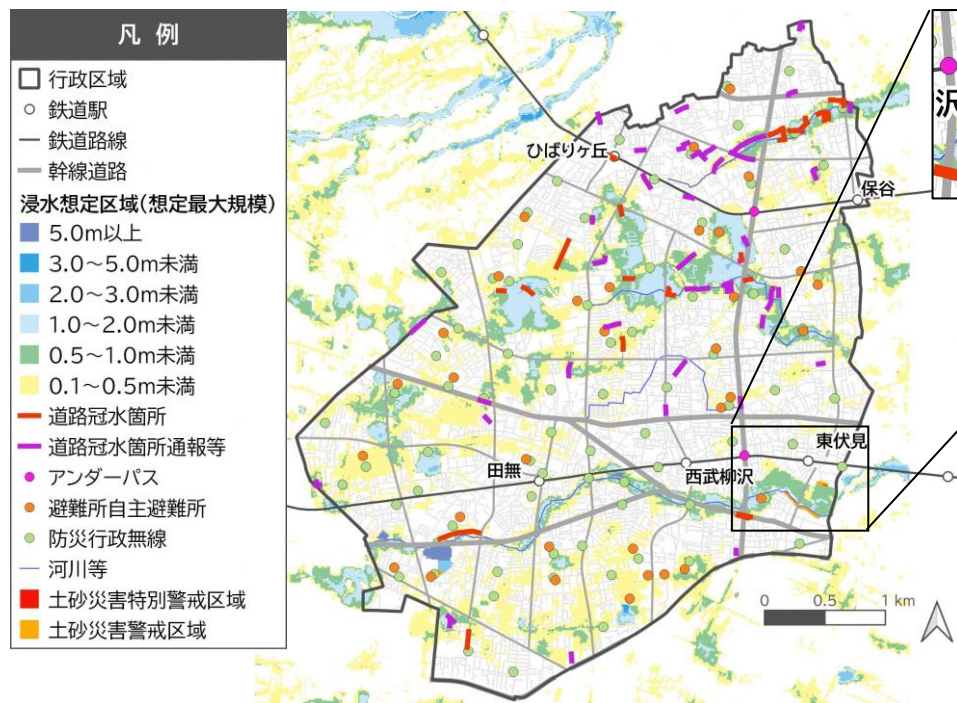 凡 例
行政区域
鉄道駅
鉄道路線
幹線道路
浸水想定区域(想定最大規模)
5.0m以上
3.0～5.0m未満
2.0～3.0m未満
1.0～2.0m未満
0.5～1.0m未満
0.1～0.5m未満
道路冠水箇所
道路冠水箇所通報等
アンダーパス
避難所自主避難所
防災行政無線
河川等
土砂災害特別警戒区域
土砂災害警戒区域
ひばりヶ丘
保谷
田無
西武柳沢
東伏見
沢
0 0.5 1 km